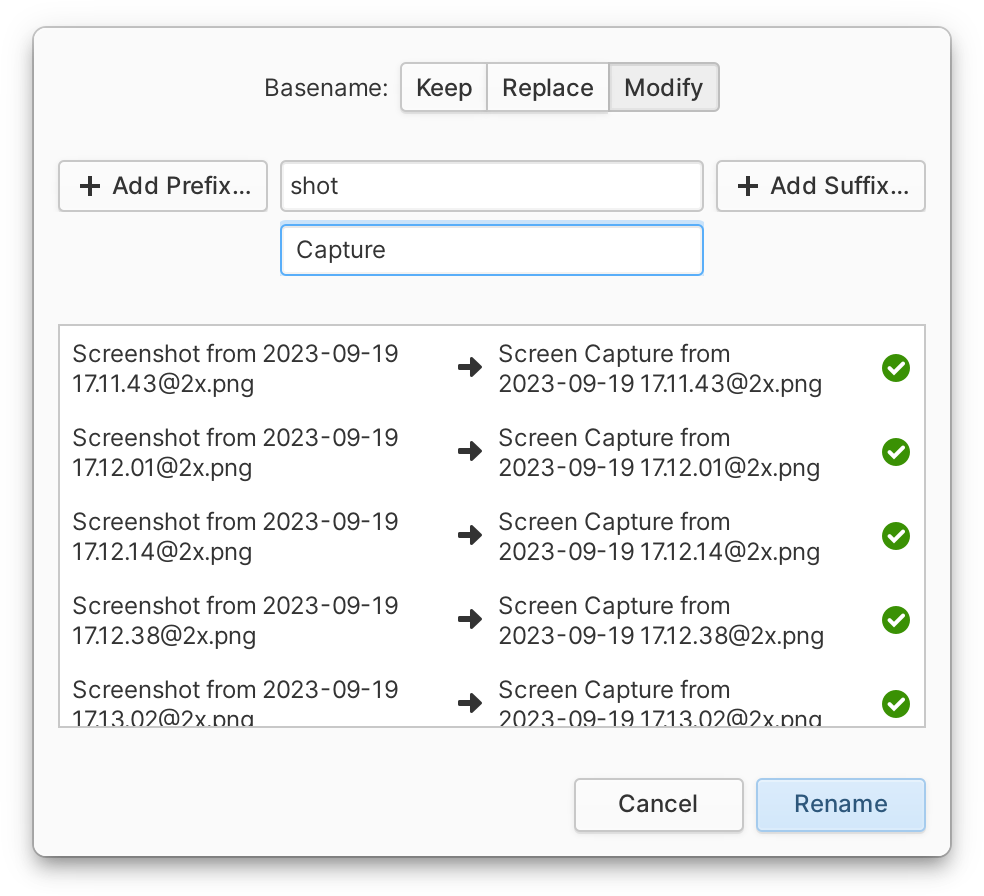 Basename: Keep Replace Modify
+ Add Prefix... shot + Add Suffix...
Capture
Screenshot from 2023-09-19 Screen Capture from
17.11.43@2x.png 2023-09-19 17.11.43@2x.png
Screenshot from 2023-09-19 Screen Capture from
17.12.01@2x.png 2023-09-19 17.12.01@2x.png
Screenshot from 2023-09-19 Screen Capture from
17.12.14@2x.png 2023-09-19 17.12.14@2x.png
Screenshot from 2023-09-19 Screen Capture from
17.12.38@2x.png 2023-09-19 17.12.38@2x.png
Screenshot from 2023-09-19 Screen Capture from
17.13.02@2x.png 2023-09-19 17.13.02@2x.png
Cancel Rename